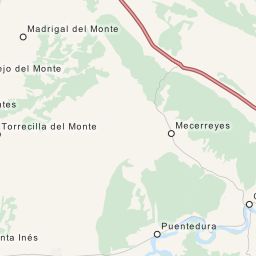 Madrigal del Monte
ejo del Monte
ntes
Torrecilla del Monte
Mecerreyes
C
Puentedura
nta Inés